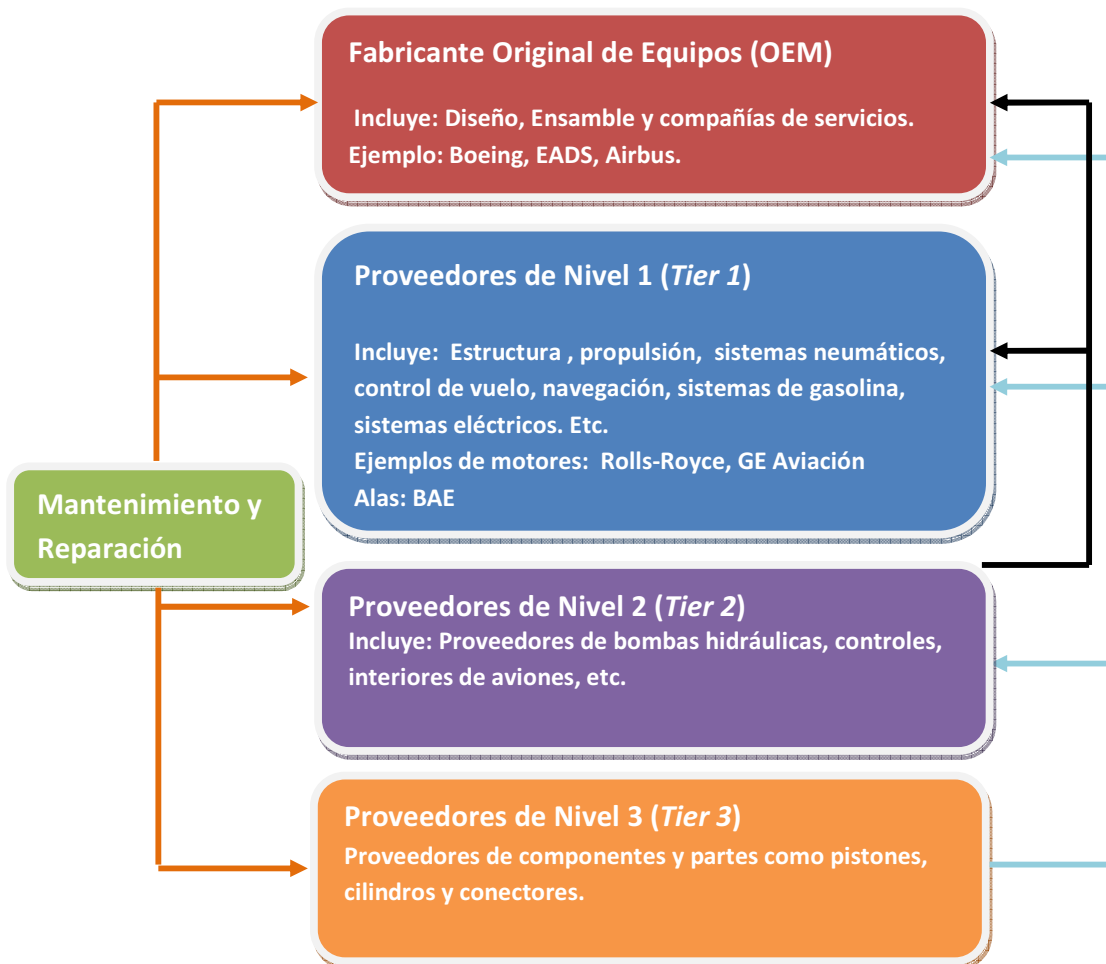 Fabricante Original de Equipos (OEM)
Incluye: Diseño, Ensamble y compañías de servicios.
Ejemplo: Boeing, EADS, Airbus.
Proveedores de Nivel 1 (Tier 1)
Incluye: Estructura , propulsión, sistemas neumáticos,
control de vuelo, navegación, sistemas de gasolina,
sistemas eléctricos. Etc.
Ejemplos de motores: Rolls-Royce, GE Aviación
Alas: BAE
Mantenimiento y
Reparación
Proveedores de Nivel 2 (Tier 2)
Incluye: Proveedores de bombas hidráulicas, controles,
interiores de aviones, etc.
Proveedores de Nivel 3 (Tier 3)
Proveedores de componentes y partes como pistones,
cilindros y conectores.